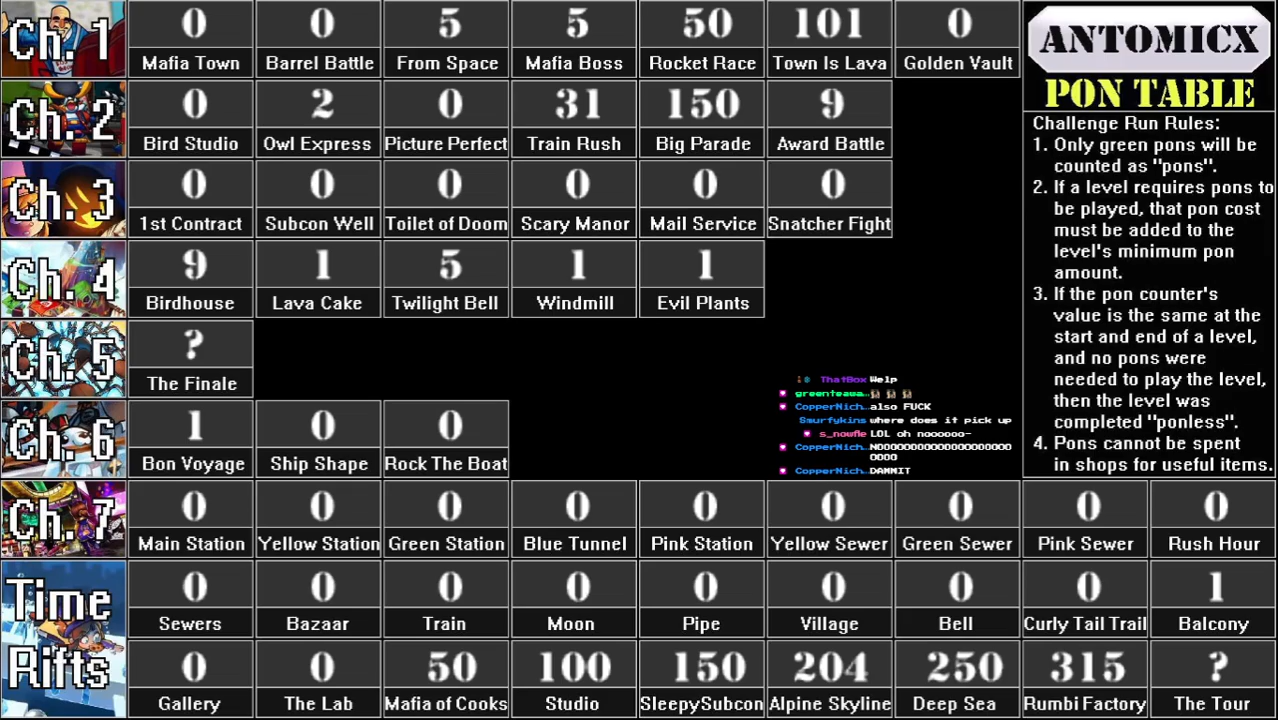 Ch. 1
0 0 5 5 50 101 0
Mafia Town Barrel Battle From Space Mafia Boss Rocket Race Town Is Lava Golden Vault
Ch. 2
0 2 0 31 150 9
Bird Studio Owl Express Picture Perfect Train Rush Big Parade Award Battle
Ch. 3
0 0 0 0 0 0
1st Contract Subcon Well Toilet of Doom Scary Manor Mail Service Snatcher Fight
Ch. 4
9 1 5 1 1
Birdhouse Lava Cake Twilight Bell Windmill Evil Plants
Ch. 5
?
The Finale
Ch. 6
1 0 0
Bon Voyage Ship Shape Rock The Boat
Ch. 7
0 0 0 0 0 0 0 0 0
Main Station Yellow Station Green Station Blue Tunnel Pink Station Yellow Sewer Green Sewer Pink Sewer Rush Hour
Time
Rifts
0 0 0 0 0 0 0 0 1
Sewers Bazaar Train Moon Pipe Village Bell Curly Tail Trail Balcony
0 0 50 100 150 204 250 315 ?
Gallery The Lab Mafia of Cooks Studio SleepySubcon Alpine Skyline Deep Sea Rumbi Factory The Tour
ANTOMICX
PON TABLE
Challenge Run Rules:
1. Only green pons will be
counted as "pons".
2. If a level requires pons to
be played, that pon cost
must be added to the
level's minimum pon
amount.
3. If the pon counter's
value is the same at the
start and end of a level,
and no pons were
needed to play the level,
then the level was
completed "ponless".
4. Pons cannot be spent
in shops for useful items.
ThatBox Welp
greenteawa...
CopperNich... also FUCK
Smurfykins where does it pick up
s_nowfie LOL oh noooooo-
CopperNich... NOOOOOOOOOOOOOOOOOOOO
OOOO
CopperNich... DAMMIT